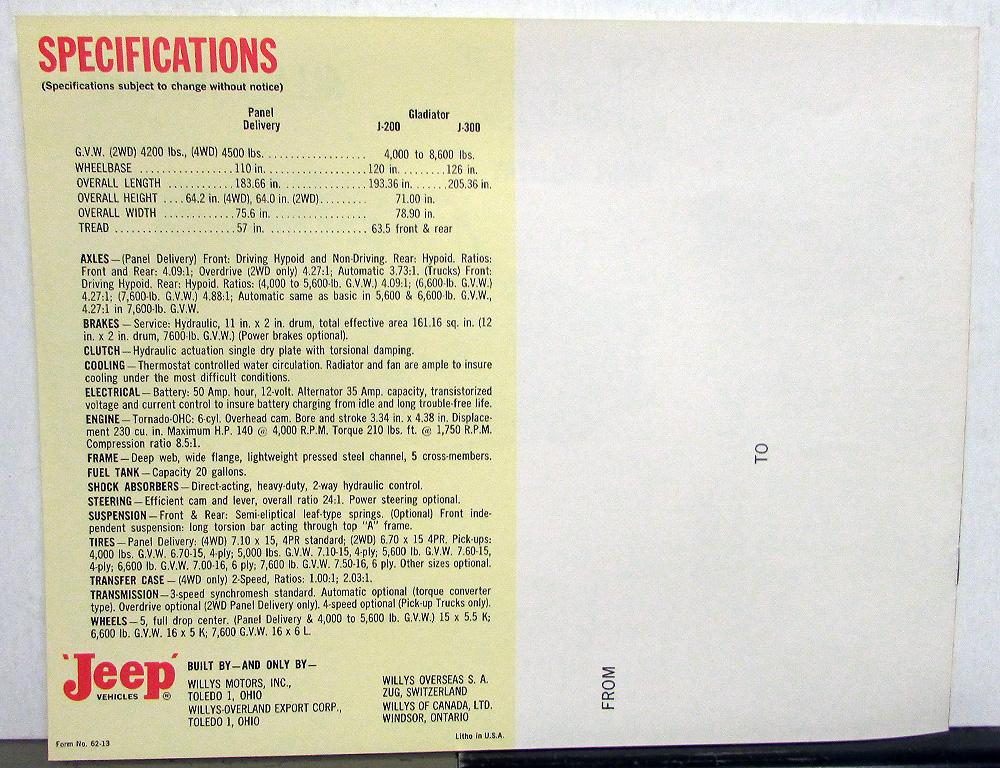 SPECIFICATIONS
(Specifications subject to change without notice)
Panel Delivery
Gladiator
J-200 J-300
G.V.W. (2WD) 4200 lbs., (4WD) 4500 lbs. .................. 4,000 to 8,600 lbs.
WHEELBASE ................. 110 in. ........................ 120 in. ........ 126 in.
OVERALL LENGTH ............ 183.66 in. ............... 193.36 in. ...... 205.36 in.
OVERALL HEIGHT .... 64.2 in. (4WD), 64.0 in. (2WD) ......... 71.00 in.
OVERALL WIDTH .............. 75.6 in. ................. 78.90 in.
TREAD ...................... 57 in. .................. 63.5 front & rear
AXLES — (Panel Delivery) Front: Driving Hypoid and Non-Driving. Rear: Hypoid. Ratios:
Front and Rear: 4.09:1; Overdrive (2WD only) 4.27:1; Automatic 3.73:1. (Trucks) Front:
Driving Hypoid. Rear: Hypoid. Ratios: (4,000 to 5,600-lb. G.V.W.) 4.09:1; (6,600-lb. G.V.W.)
4.27:1; (7,600-lb. G.V.W.) 4.88:1; Automatic same as basic in 5,600 & 6,600-lb. G.V.W.,
4.27:1 in 7,600-lb. G.V.W.
BRAKES — Service: Hydraulic, 11 in. x 2 in. drum, total effective area 161.16 sq. in. (12
in. x 2 in. drum, 7600-lb. G.V.W.) (Power brakes optional).
CLUTCH — Hydraulic actuation single dry plate with torsional damping.
COOLING — Thermostat controlled water circulation. Radiator and fan are ample to insure
cooling under the most difficult conditions.
ELECTRICAL — Battery: 50 Amp. hour, 12-volt. Alternator 35 Amp. capacity, transistorized
voltage and current control to insure battery charging from idle and long trouble-free life.
ENGINE — Tornado-OHC: 6-cyl. Overhead cam. Bore and stroke 3.34 in. x 4.38 in. Displace-
ment 230 cu. in. Maximum H.P. 140 @ 4,000 R.P.M. Torque 210 lbs. ft. @ 1,750 R.P.M.
Compression ratio 8.5:1.
FRAME — Deep web, wide flange, lightweight pressed steel channel, 5 cross-members.
FUEL TANK — Capacity 20 gallons.
SHOCK ABSORBERS — Direct-acting, heavy-duty, 2-way hydraulic control.
STEERING — Efficient cam and lever, overall ratio 24:1. Power steering optional.
SUSPENSION — Front & Rear: Semi-eliptical leaf-type springs. (Optional) Front inde-
pendent suspension: long torsion bar acting through top "A" frame.
TIRES — Panel Delivery: (4WD) 7.10 x 15, 4PR standard; (2WD) 6.70 x 15 4PR. Pick-ups:
4,000 lbs. G.V.W. 6.70-15, 4-ply; 5,000 lbs. G.V.W. 7.10-15, 4-ply; 5,600 lb. G.V.W. 7.60-15,
4-ply; 6,600 lb. G.V.W. 7.00-16, 6 ply; 7,600 lb. G.V.W. 7.50-16, 6 ply. Other sizes optional.
TRANSFER CASE — (4WD only) 2-Speed, Ratios: 1.00:1; 2.03:1.
TRANSMISSION — 3-speed synchromesh standard. Automatic optional (torque converter
type). Overdrive optional (2WD Panel Delivery only). 4-speed optional (Pick-up Trucks only).
WHEELS — 5, full drop center. (Panel Delivery & 4,000 to 5,600 lb. G.V.W.) 15 x 5.5 K;
6,600 lb. G.V.W. 16 x 5 K; 7,600 G.V.W. 16 x 6 L.
'Jeep'
VEHICLES ®
BUILT BY — AND ONLY BY —
WILLYS MOTORS, INC.,
TOLEDO 1, OHIO
WILLYS-OVERLAND EXPORT CORP.,
TOLEDO 1, OHIO
WILLYS OVERSEAS S. A.
ZUG, SWITZERLAND
WILLYS OF CANADA, LTD.
WINDSOR, ONTARIO
Form No. 62-13
Litho in U.S.A.
FROM
TO